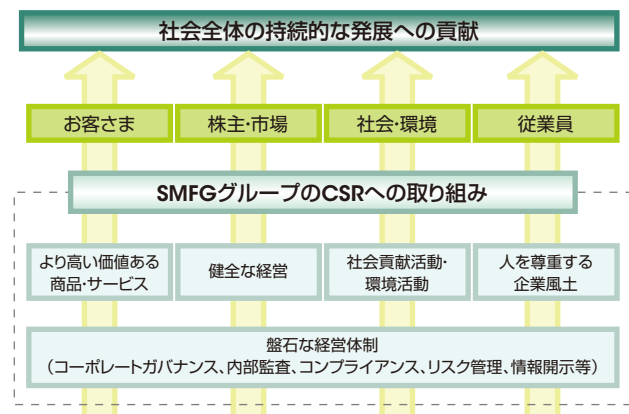 社会全体の持続的な発展への貢献
お客さま
株主・市場
社会・環境
従業員
SMFGグループのCSRへの取り組み
より高い価値ある
商品・サービス
健全な経営
社会貢献活動・
環境活動
人を尊重する
企業風土
盤石な経営体制
（コーポレートガバナンス、内部監査、コンプライアンス、リスク管理、情報開示等）